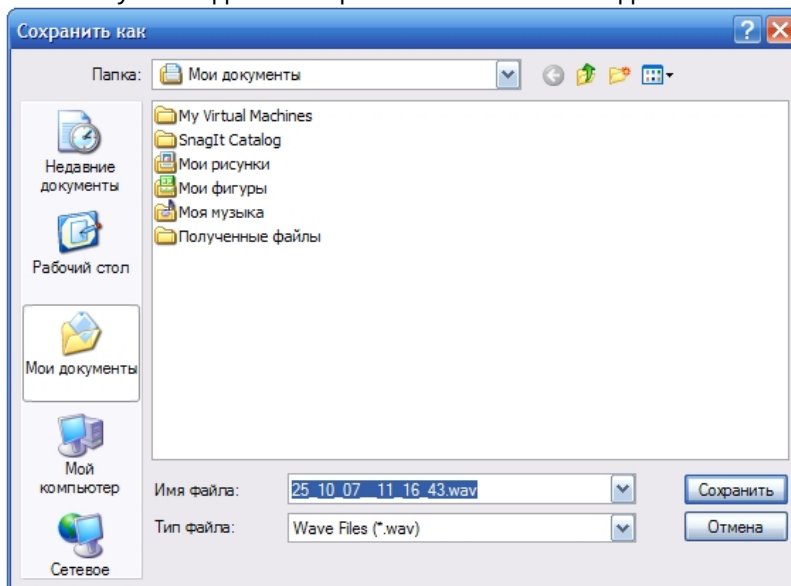 Сохранить как
Папка:
Мои документы
My Virtual Machines
SnagIt Catalog
Мои рисунки
Мои фигуры
Моя музыка
Полученные файлы
Недавние
документы
Рабочий стол
Мои документы
Мой
компьютер
Сетевое
Имя файла:
25_10_07__11_16_43.wav
Сохранить
Тип файла:
Wave Files (*.wav)
Отмена